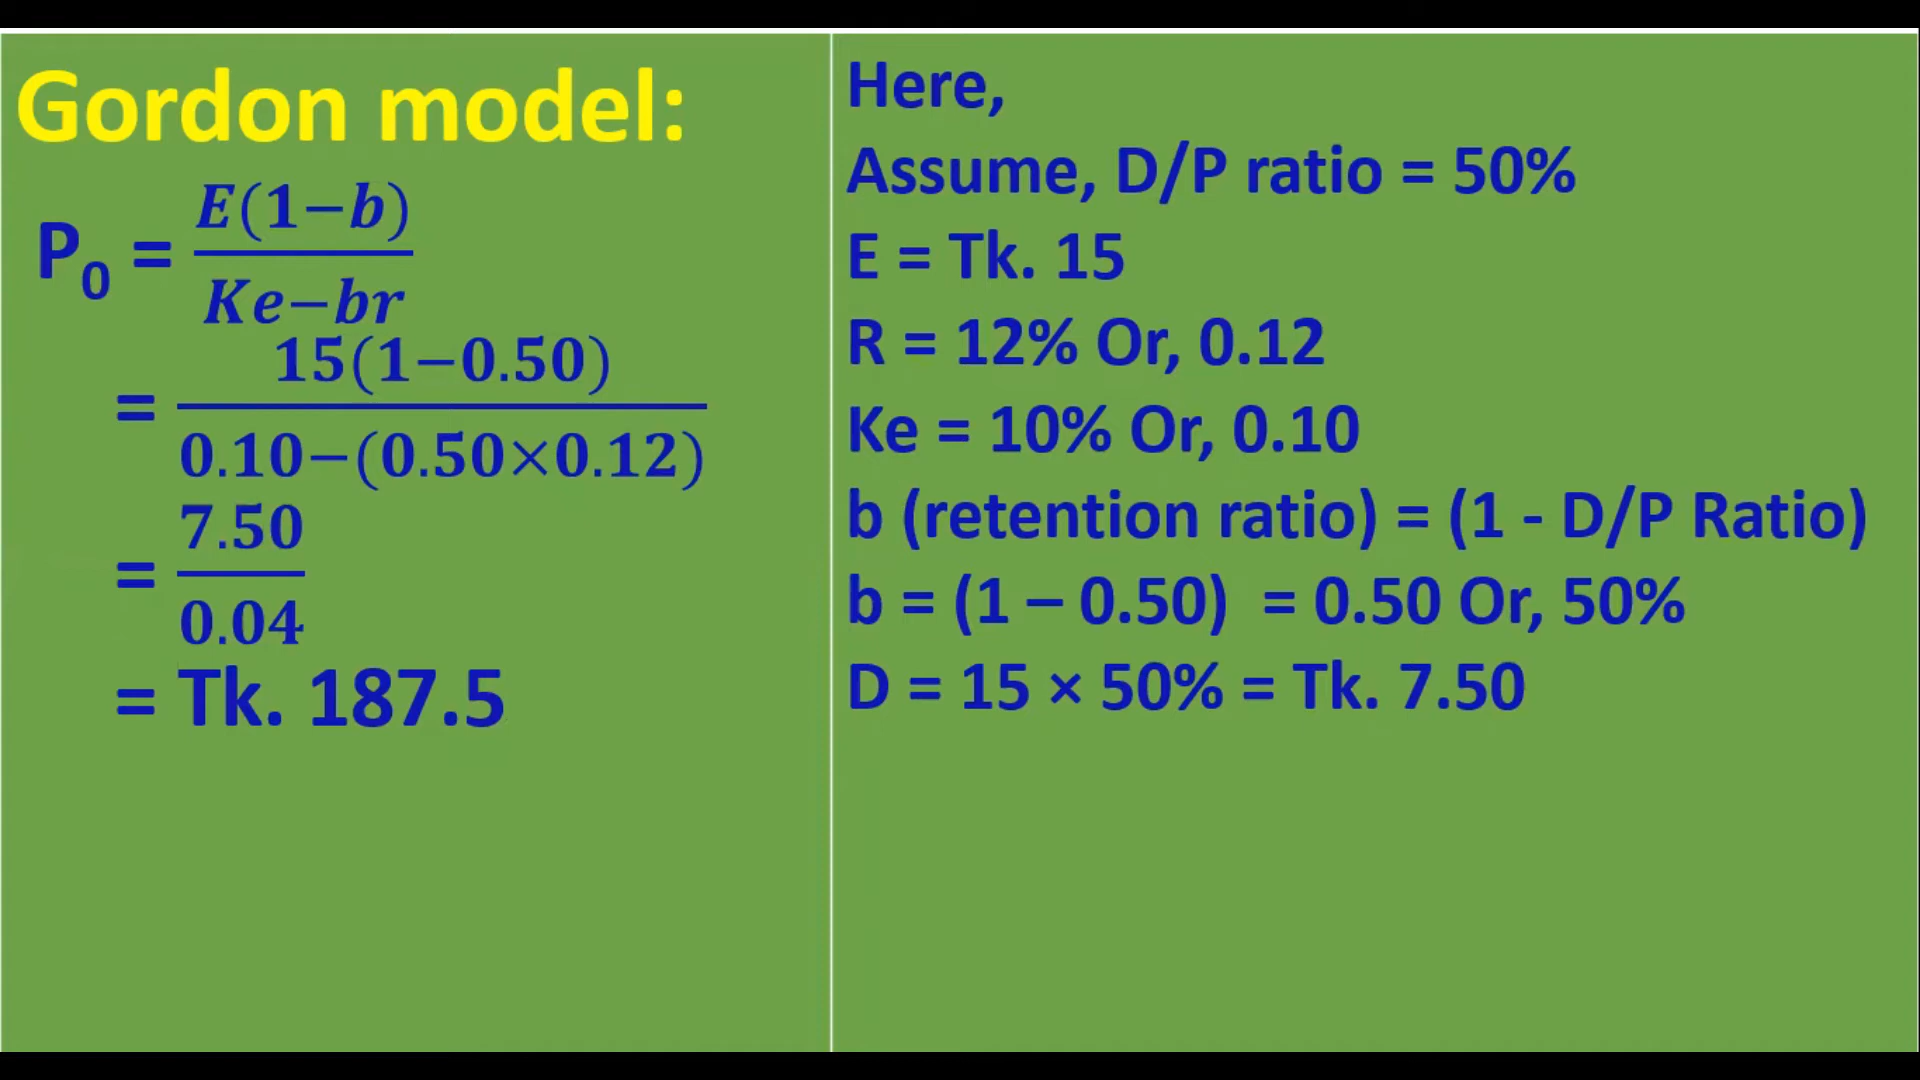 Gordon model:
P₀ = E(1−b) / Ke−br
= 15(1−0.50) / 0.10−(0.50×0.12)
= 7.50 / 0.04
= Tk. 187.5
Here,
Assume, D/P ratio = 50%
E = Tk. 15
R = 12% Or, 0.12
Ke = 10% Or, 0.10
b (retention ratio) = (1 - D/P Ratio)
b = (1 – 0.50) = 0.50 Or, 50%
D = 15 × 50% = Tk. 7.50